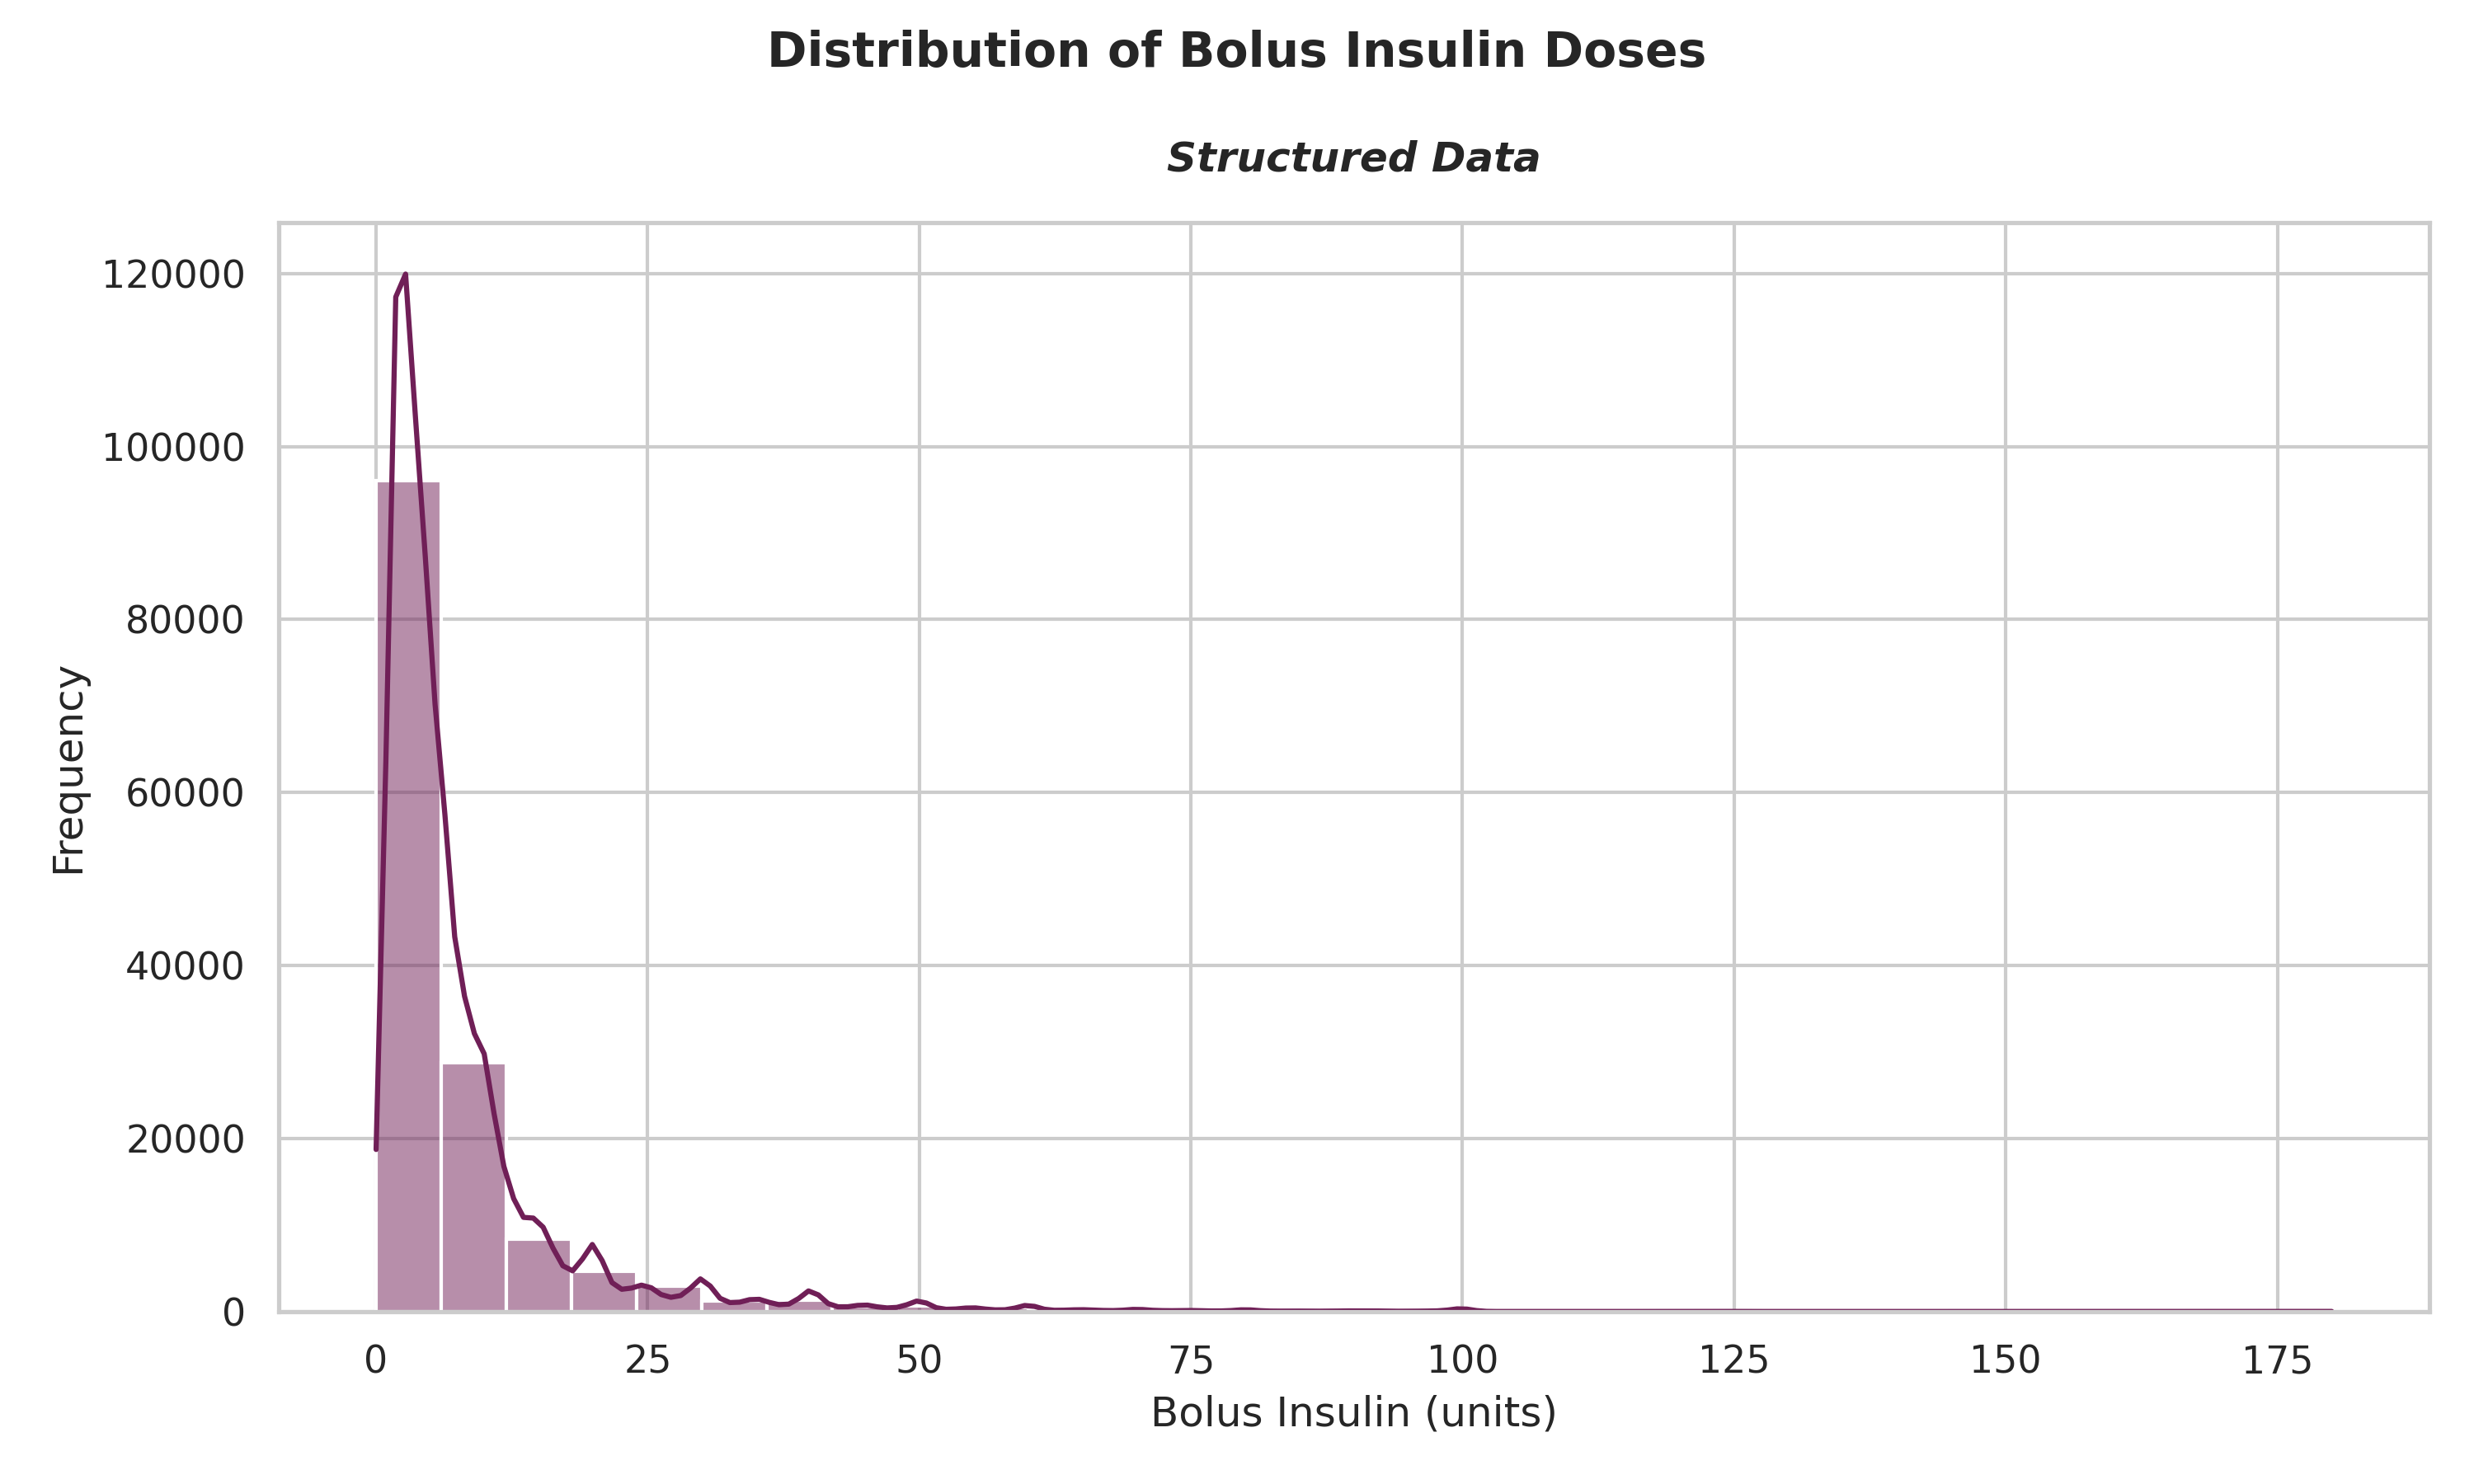 Distribution of Bolus Insulin Doses
Structured Data
Frequency
120000
100000
80000
60000
40000
20000
0
0 25 50 75 100 125 150 175
Bolus Insulin (units)